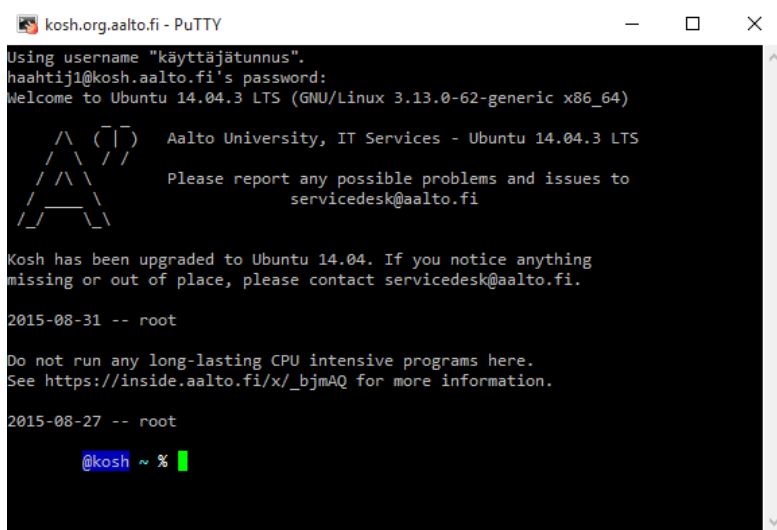 kosh.org.aalto.fi - PuTTY
Using username "käyttäjätunnus".
haahtij1@kosh.aalto.fi's password:
Welcome to Ubuntu 14.04.3 LTS (GNU/Linux 3.13.0-62-generic x86_64)
Aalto University, IT Services - Ubuntu 14.04.3 LTS
Please report any possible problems and issues to
servicedesk@aalto.fi
Kosh has been upgraded to Ubuntu 14.04. If you notice anything
missing or out of place, please contact servicedesk@aalto.fi.
2015-08-31 -- root
Do not run any long-lasting CPU intensive programs here.
See https://inside.aalto.fi/x/_bjmAQ for more information.
2015-08-27 -- root
@kosh ~ %